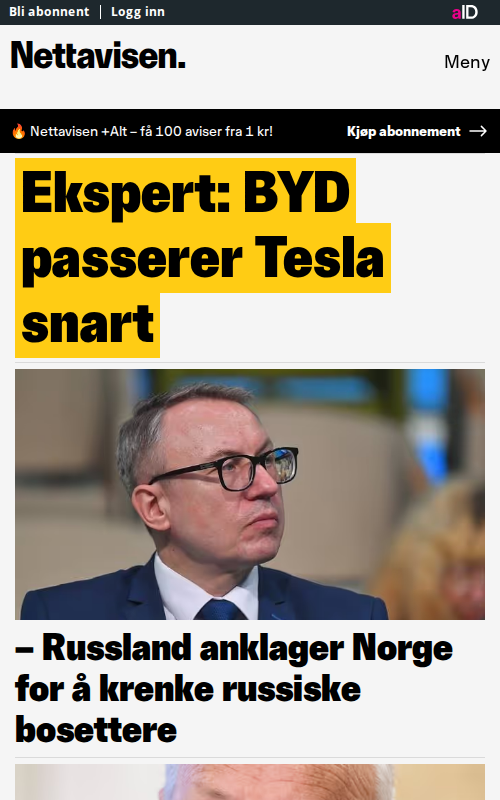 Bli abonnent | Logg inn
aID
Nettavisen.
Meny
🔥 Nettavisen +Alt – få 100 aviser fra 1 kr!
Kjøp abonnement →
Ekspert: BYD
passerer Tesla
snart
– Russland anklager Norge
for å krenke russiske
bosettere